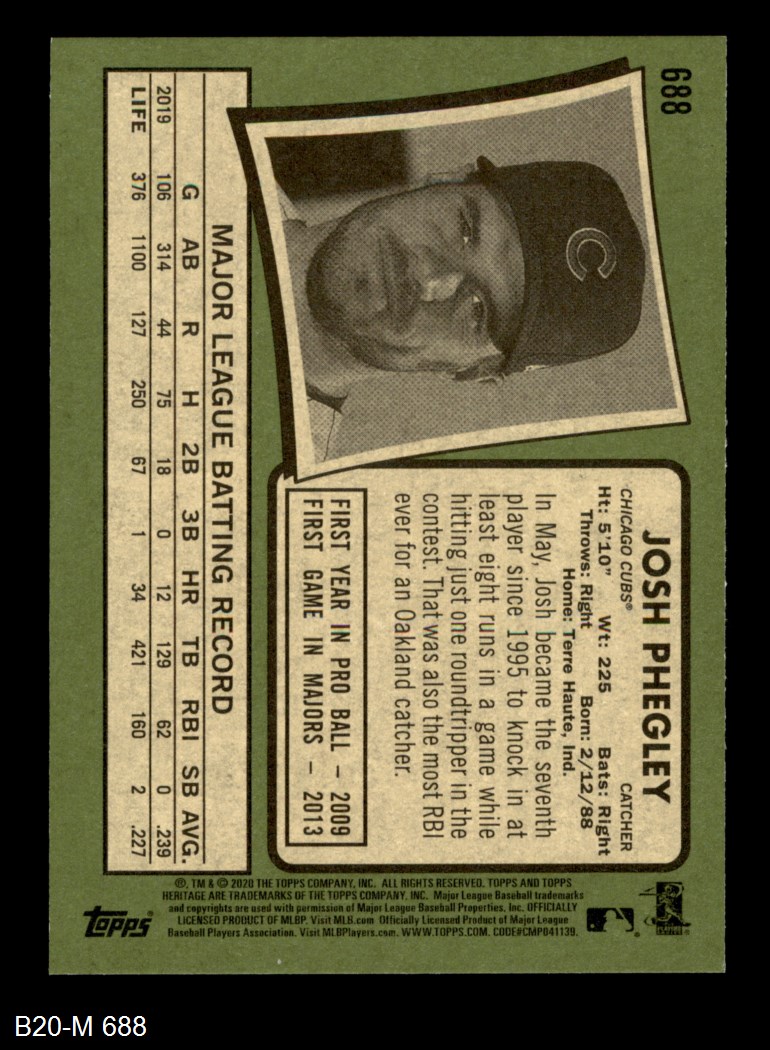 688
JOSH PHEGLEY
CHICAGO CUBS® CATCHER
Ht: 5'10" Wt: 225 Bats: Right
Throws: Right Born: 2/12/88
Home: Terre Haute, Ind.
In May, Josh became the seventh
player since 1995 to knock in at
least eight runs in a game while
hitting just one roundtripper in the
contest. That was also the most RBI
ever for an Oakland catcher.
FIRST YEAR IN PRO BALL – 2009
FIRST GAME IN MAJORS – 2013
MAJOR LEAGUE BATTING RECORD
G AB R H 2B 3B HR TB RBI SB AVG.
2019 106 314 44 75 18 0 12 129 62 0 .239
LIFE 376 1100 127 250 67 1 34 421 160 2 .227
®, TM & © 2020 THE TOPPS COMPANY, INC. ALL RIGHTS RESERVED. TOPPS AND TOPPS
HERITAGE ARE TRADEMARKS OF THE TOPPS COMPANY, INC. Major League Baseball trademarks
and copyrights are used with permission of Major League Baseball Properties, Inc. OFFICIALLY
LICENSED PRODUCT OF MLBP. Visit MLB.com Officially Licensed Product of Major League
Baseball Players Association. Visit MLBPlayers.com. WWW.TOPPS.COM. CODE#CMP041139.
topps
C
B20-M 688